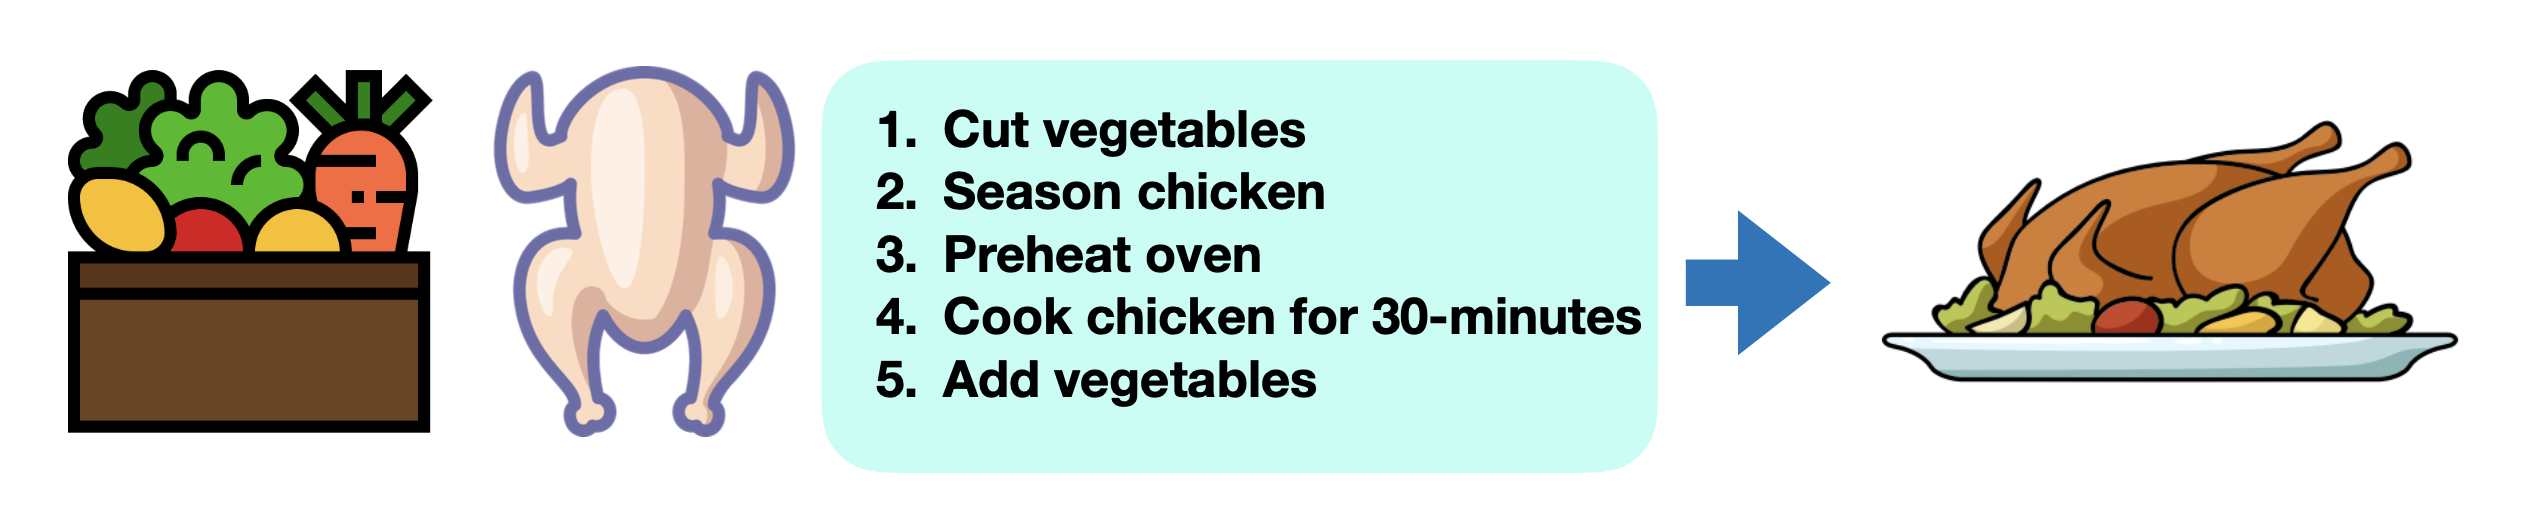 1. Cut vegetables
2. Season chicken
3. Preheat oven
4. Cook chicken for 30-minutes
5. Add vegetables